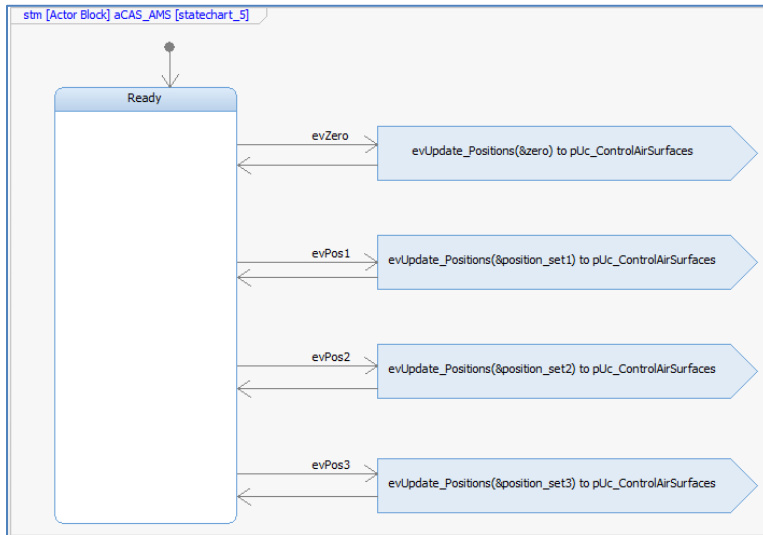 stm [Actor Block] aCAS_AMS [statechart_5]
Ready
evZero
evUpdate_Positions(&zero) to pUc_ControlAirSurfaces
evPos1
evUpdate_Positions(&position_set1) to pUc_ControlAirSurfaces
evPos2
evUpdate_Positions(&position_set2) to pUc_ControlAirSurfaces
evPos3
evUpdate_Positions(&position_set3) to pUc_ControlAirSurfaces